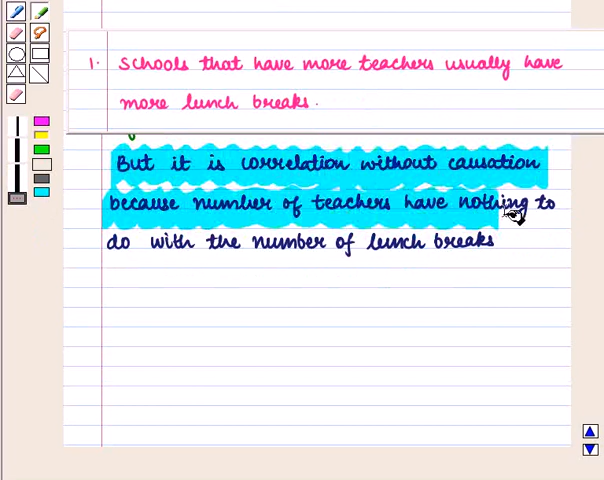 1. Schools that have more teachers usually have
more lunch breaks.
But it is correlation without causation
because number of teachers have nothing to
do with the number of lunch breaks